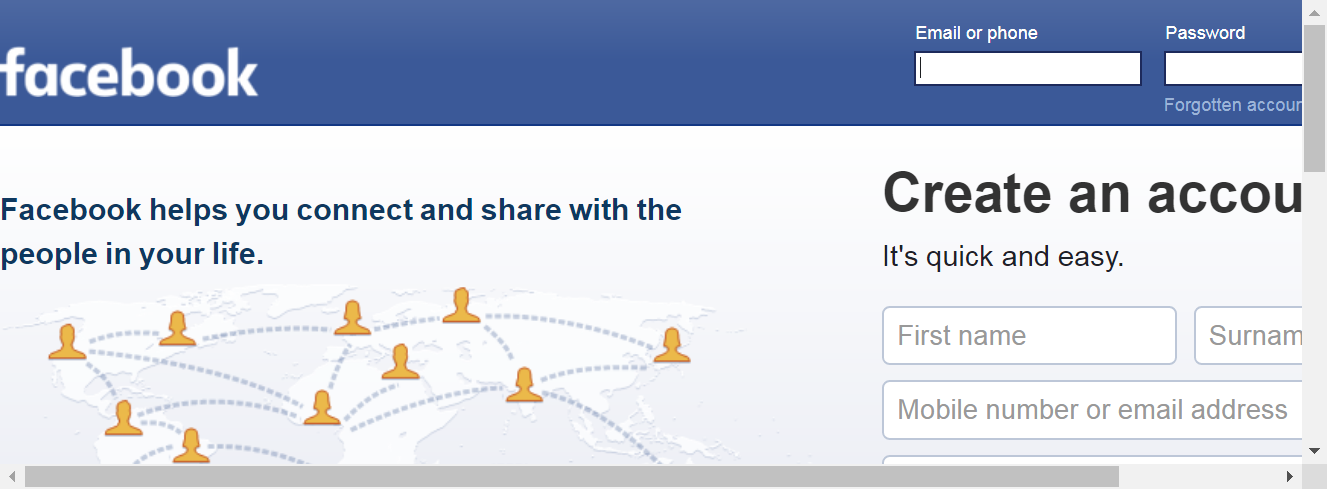 facebook
Email or phone
Password
Forgotten accour
Facebook helps you connect and share with the
people in your life.
Create an accou
It's quick and easy.
First name
Surnam
Mobile number or email address